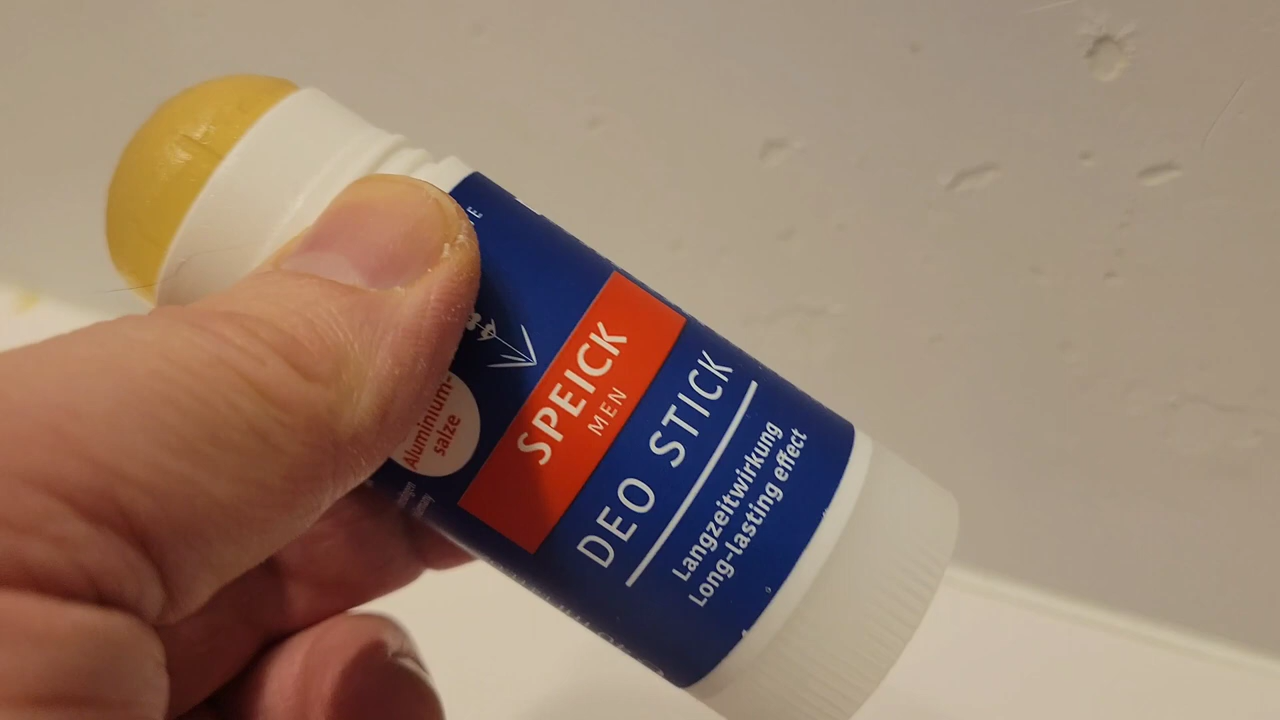 SPEICK
MEN
DEO STICK
Langzeitwirkung
Long-lasting effect
Aluminium-
salze